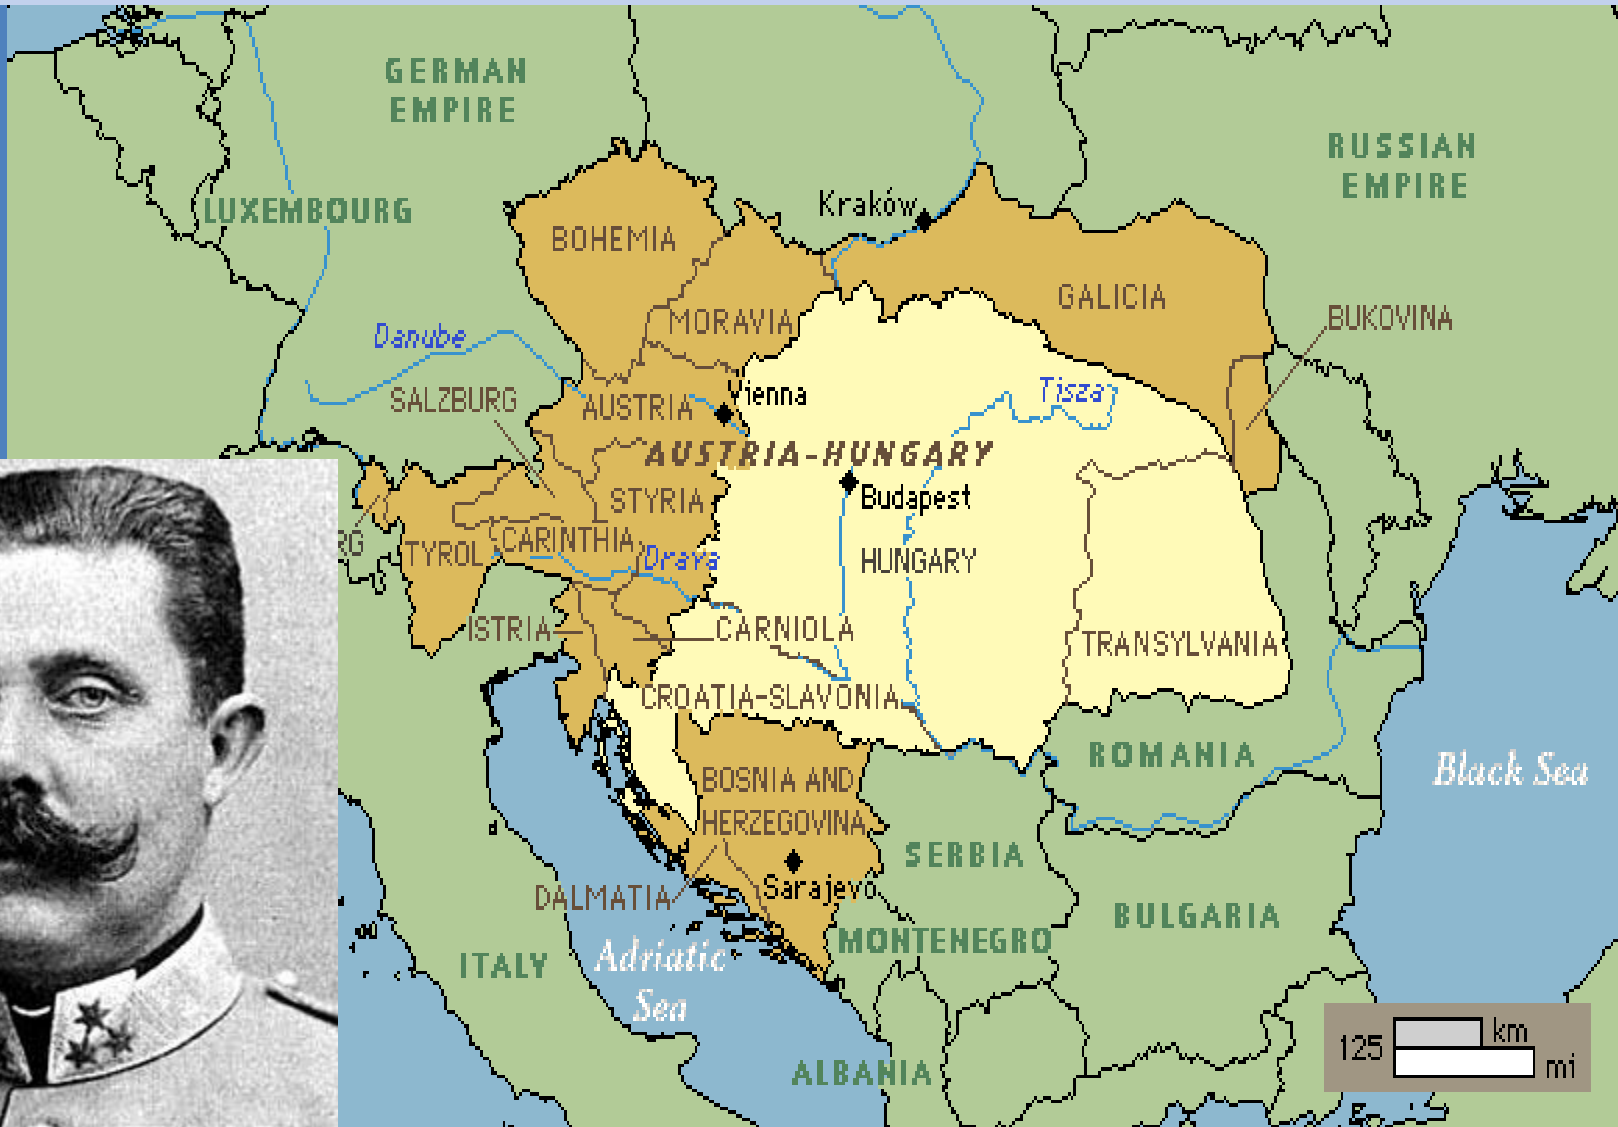 GERMAN
EMPIRE
RUSSIAN
EMPIRE
LUXEMBOURG
Kraków
BOHEMIA
GALICIA
MORAVIA
BUKOVINA
Danube
Tisza
SALZBURG
AUSTRIA
Vienna
AUSTRIA-HUNGARY
STYRIA
Budapest
RG
TYROL
CARINTHIA
Drava
HUNGARY
ISTRIA
CARNIOLA
TRANSYLVANIA
CROATIA-SLAVONIA
ROMANIA
Black Sea
BOSNIA AND
HERZEGOVINA
SERBIA
Sarajevo
DALMATIA
BULGARIA
MONTENEGRO
ITALY
Adriatic
Sea
ALBANIA
125
km
mi